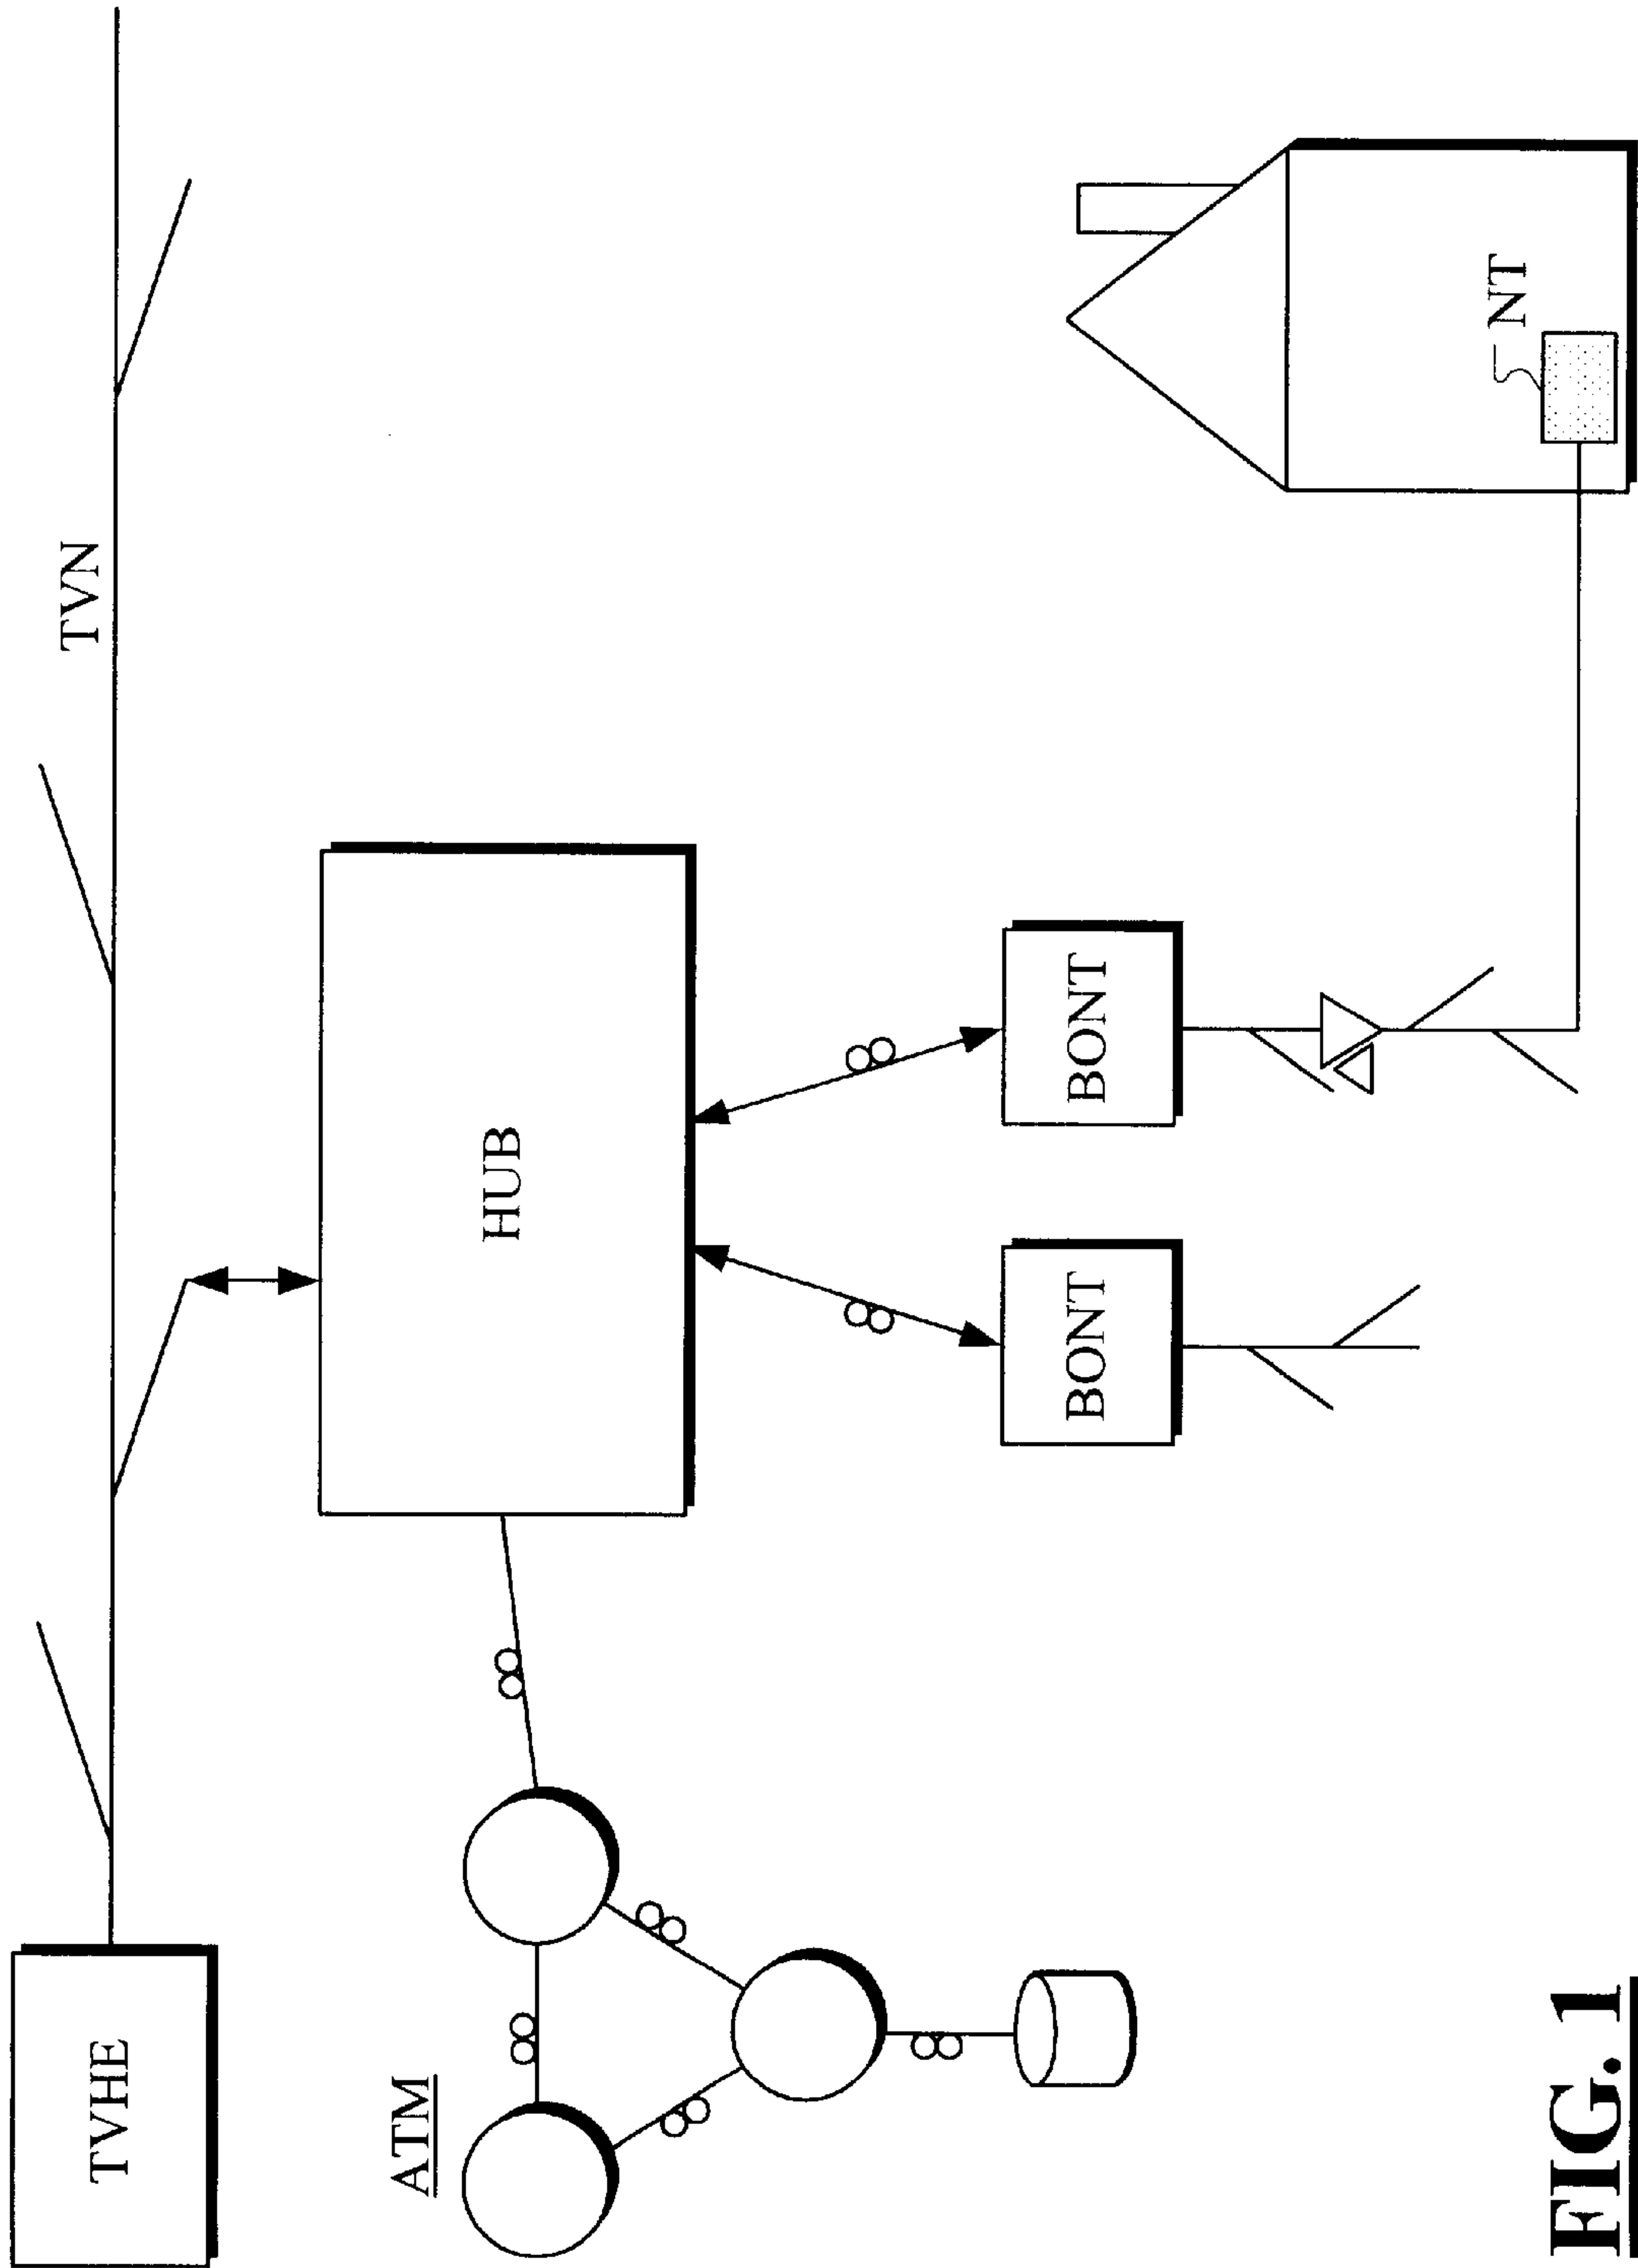 TVHE
TVN
ATM
HUB
BONT
BONT
NT
FIG. 1